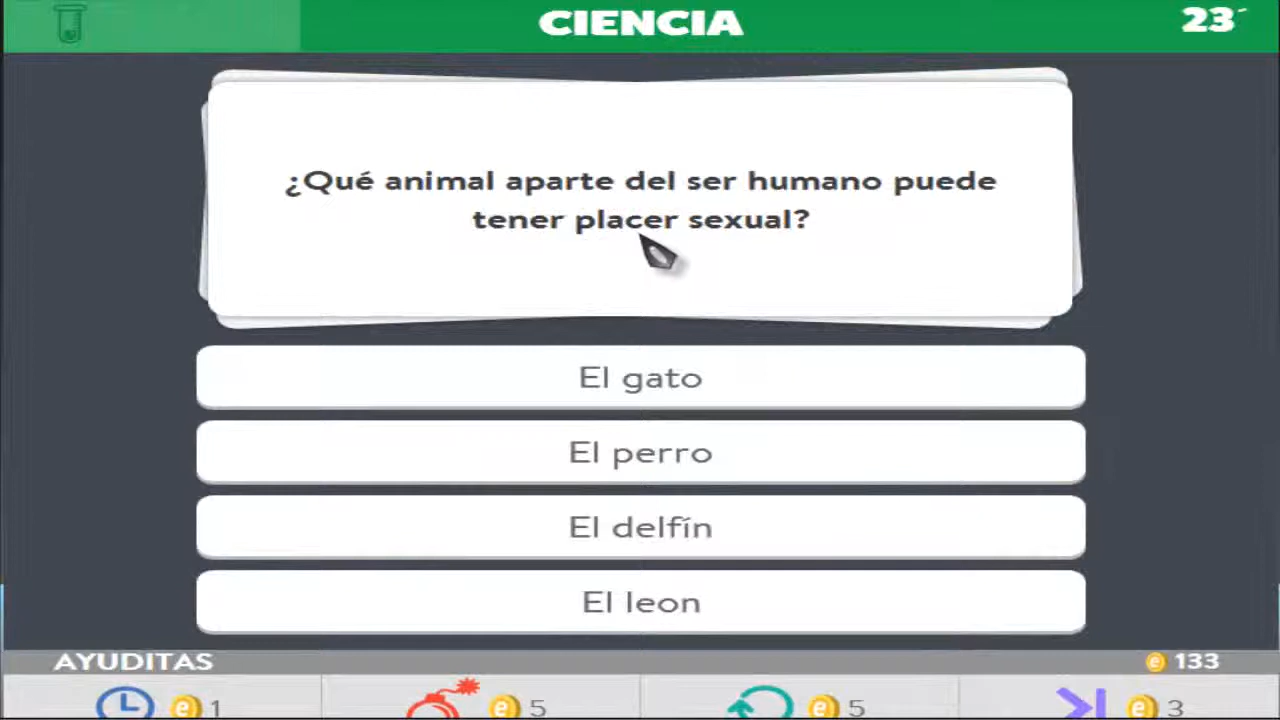 CIENCIA
23´
¿Qué animal aparte del ser humano puede
tener placer sexual?
El gato
El perro
El delfín
El leon
AYUDITAS
e 133
e 1
e 5
e 5
e 3